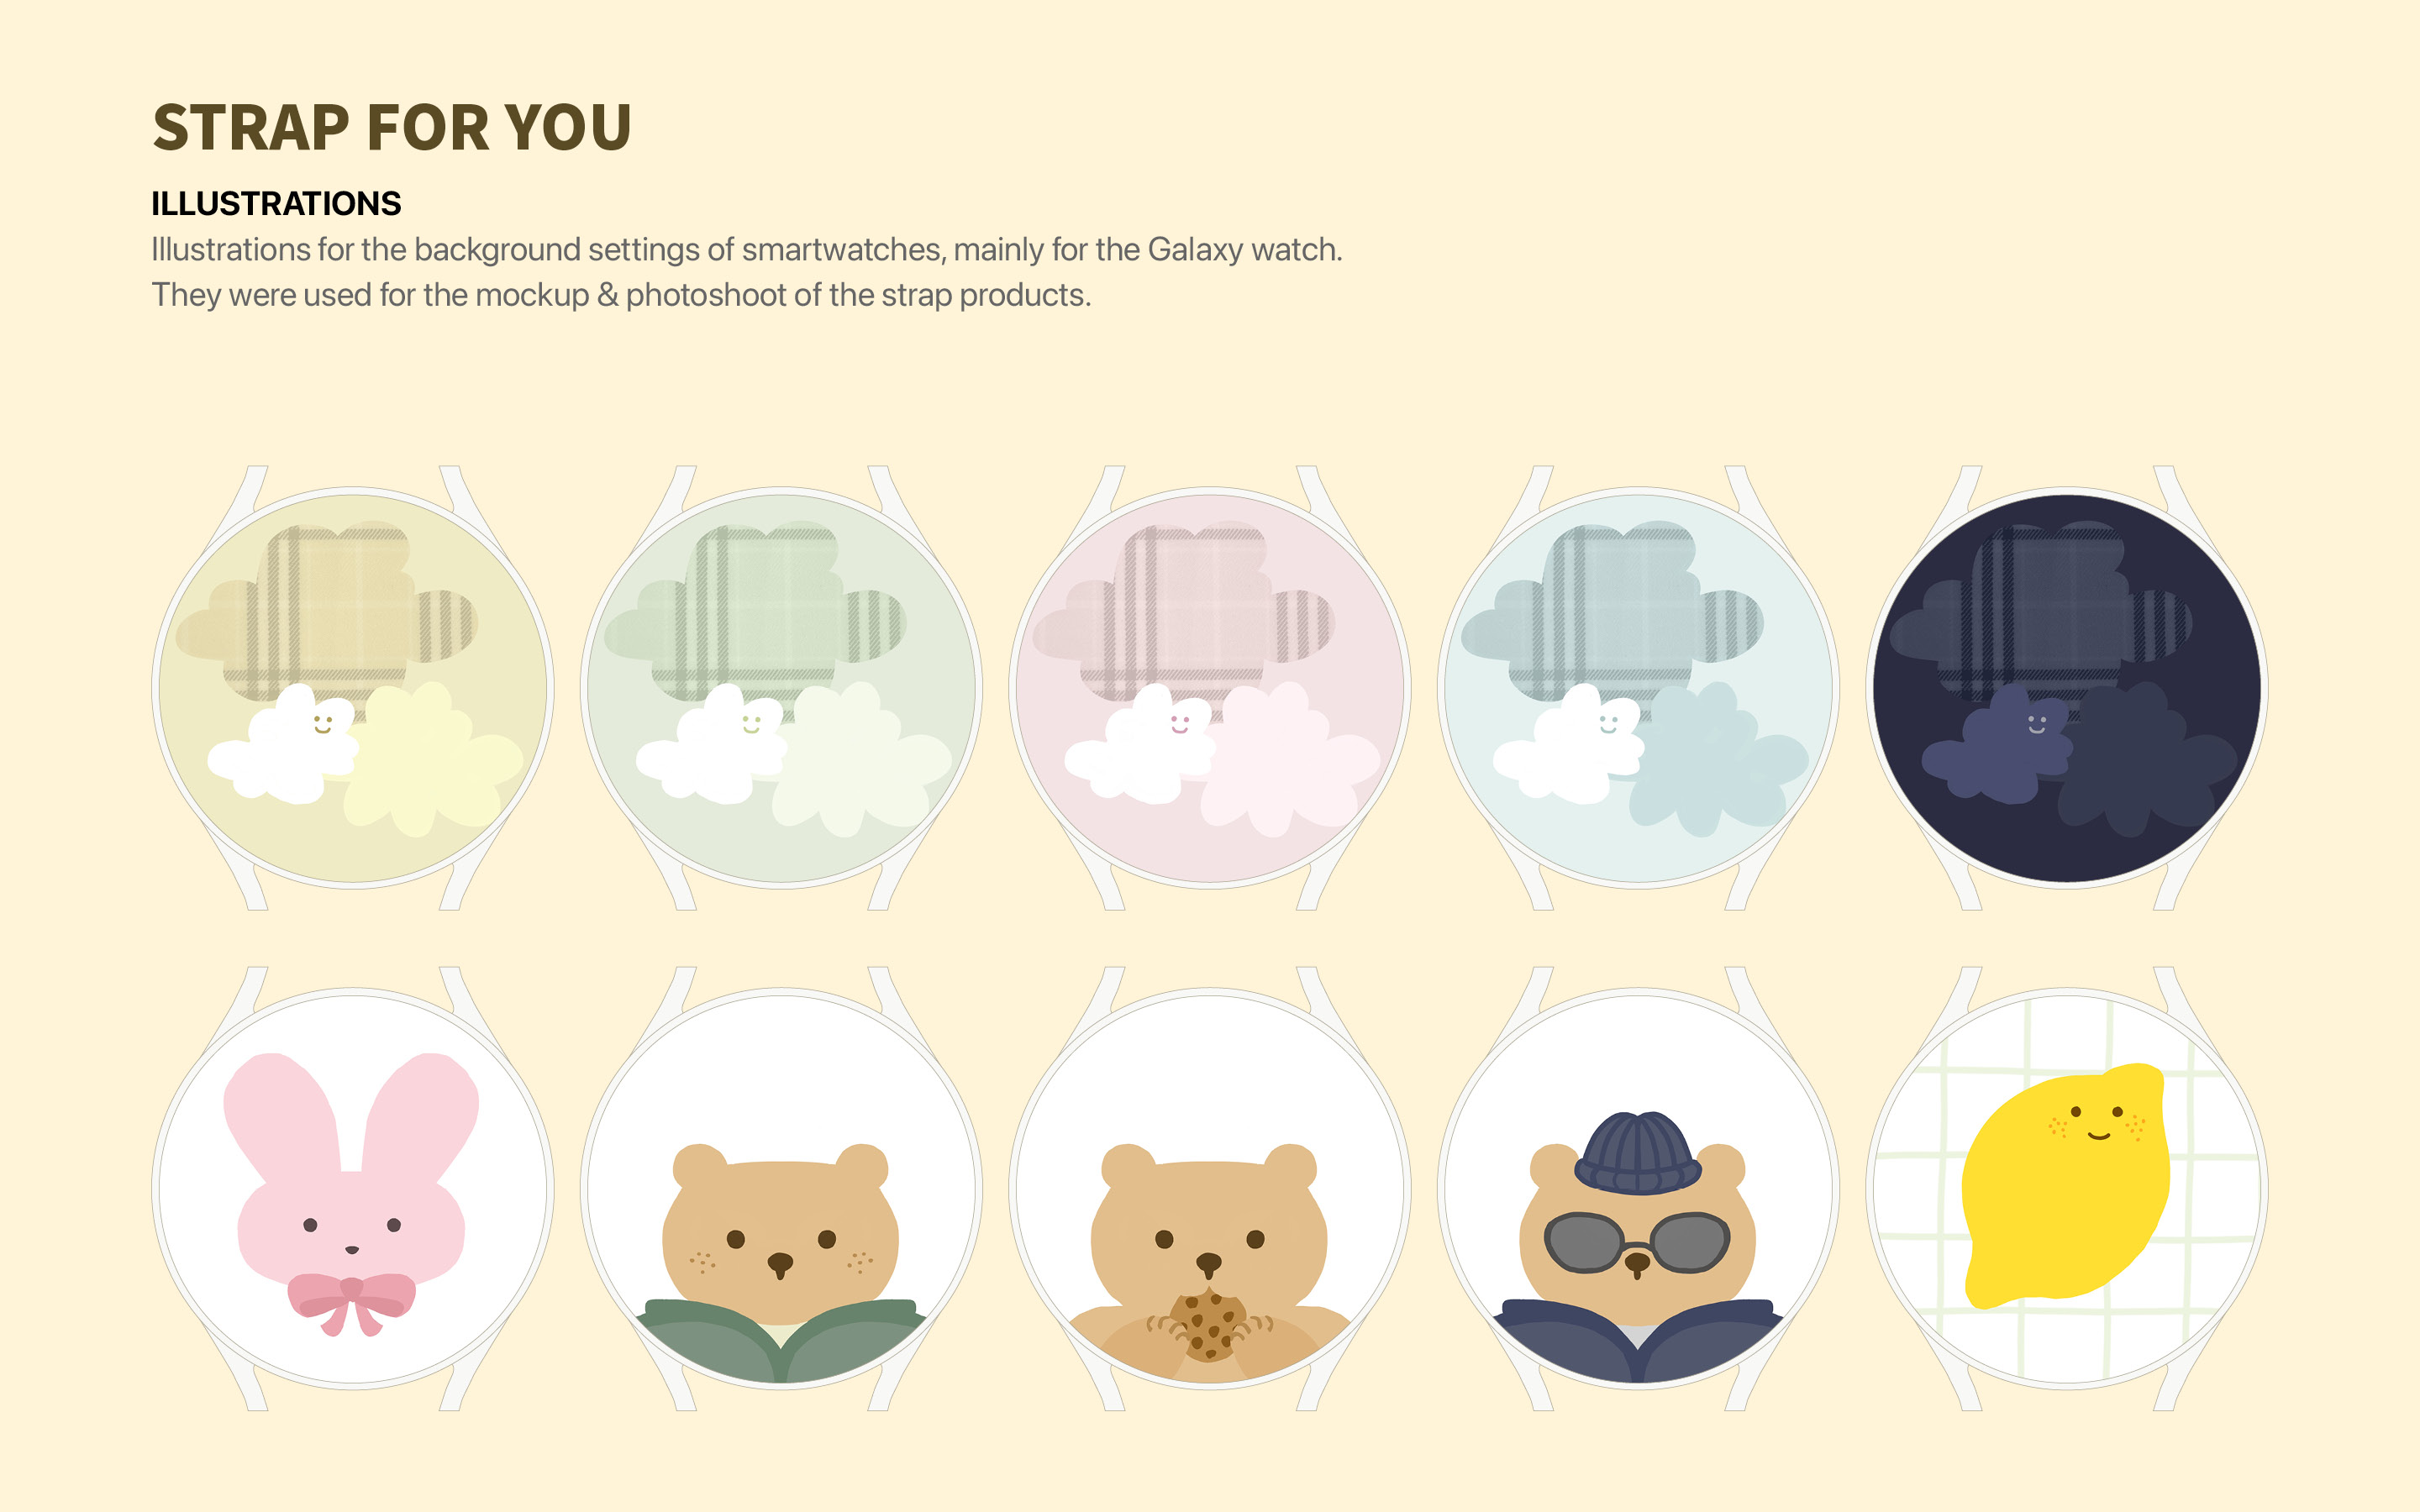 STRAP FOR YOU
ILLUSTRATIONS
Illustrations for the background settings of smartwatches, mainly for the Galaxy watch.
They were used for the mockup & photoshoot of the strap products.